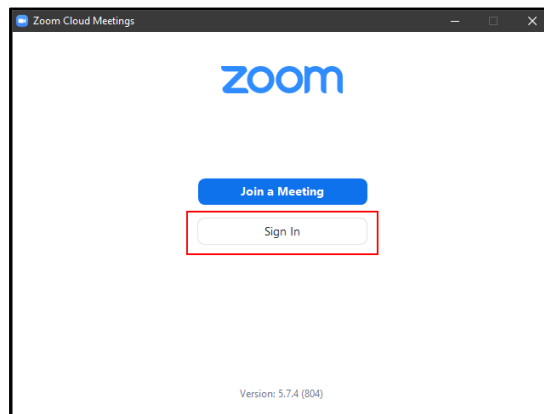 Zoom Cloud Meetings
zoom
Join a Meeting
Sign In
Version: 5.7.4 (804)